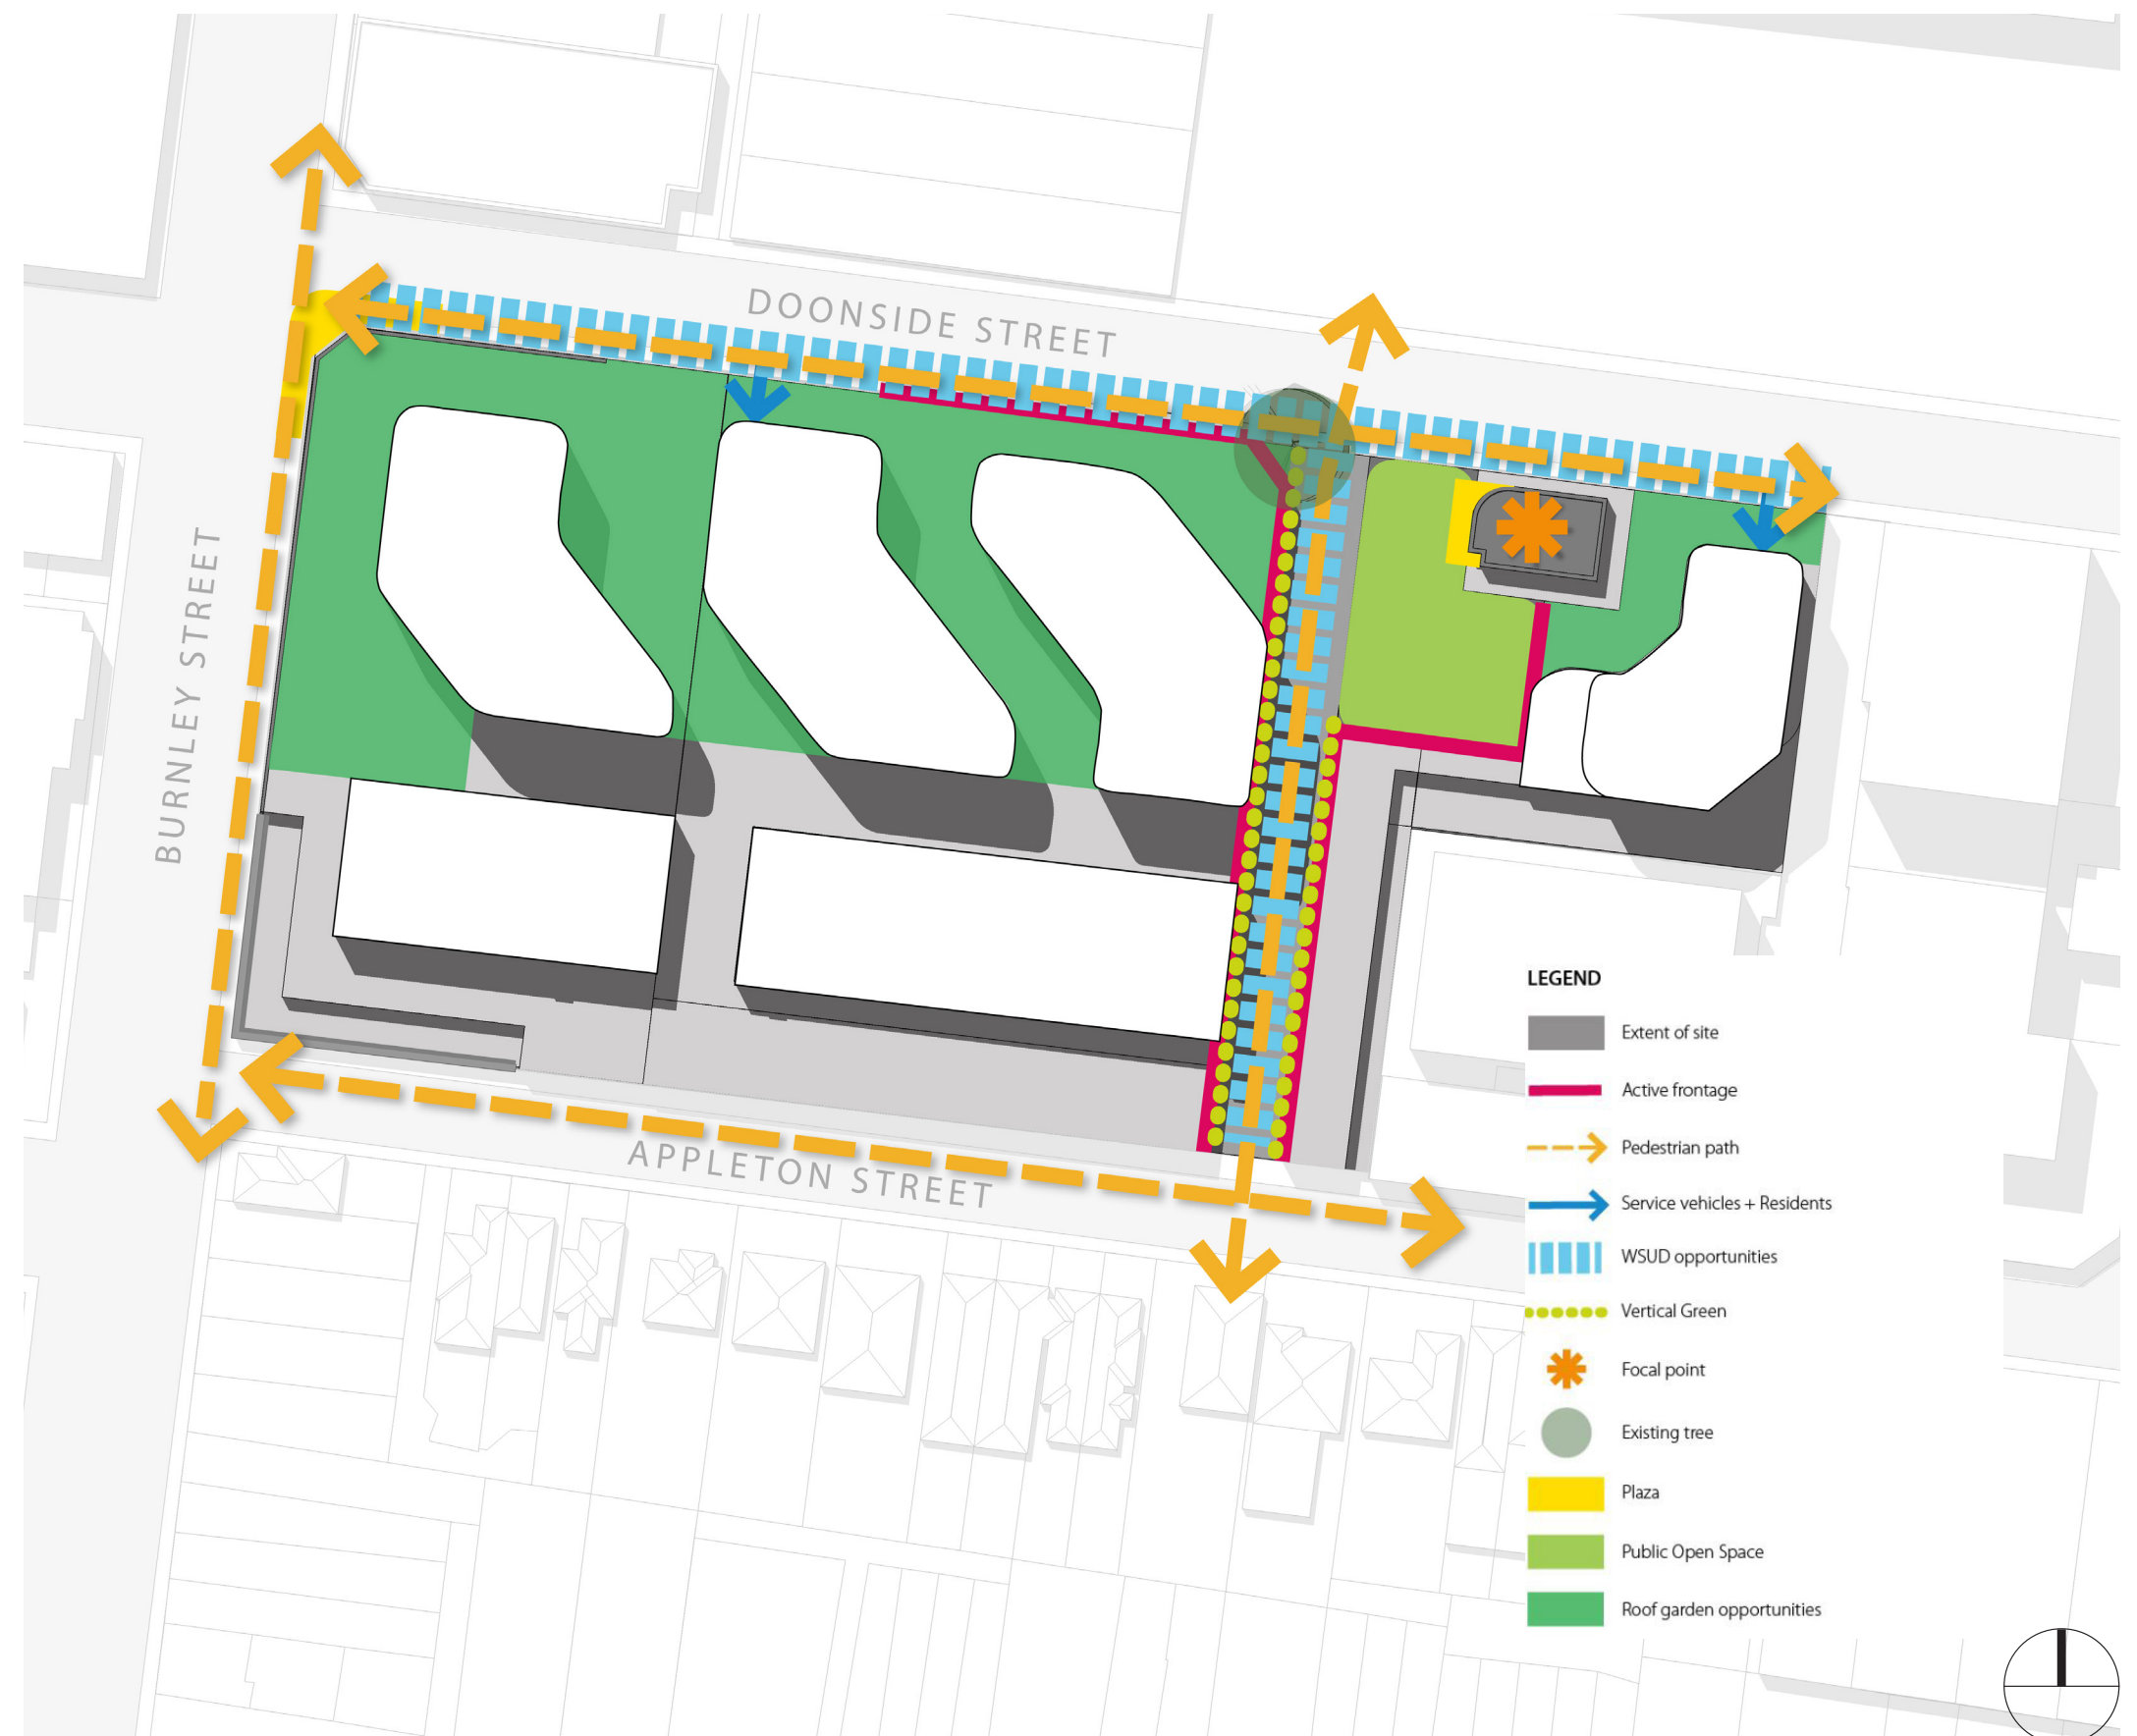 DOONSIDE STREET
BURNLEY STREET
APPLETON STREET
LEGEND
Extent of site
Active frontage
Pedestrian path
Service vehicles + Residents
WSUD opportunities
Vertical Green
Focal point
Existing tree
Plaza
Public Open Space
Roof garden opportunities